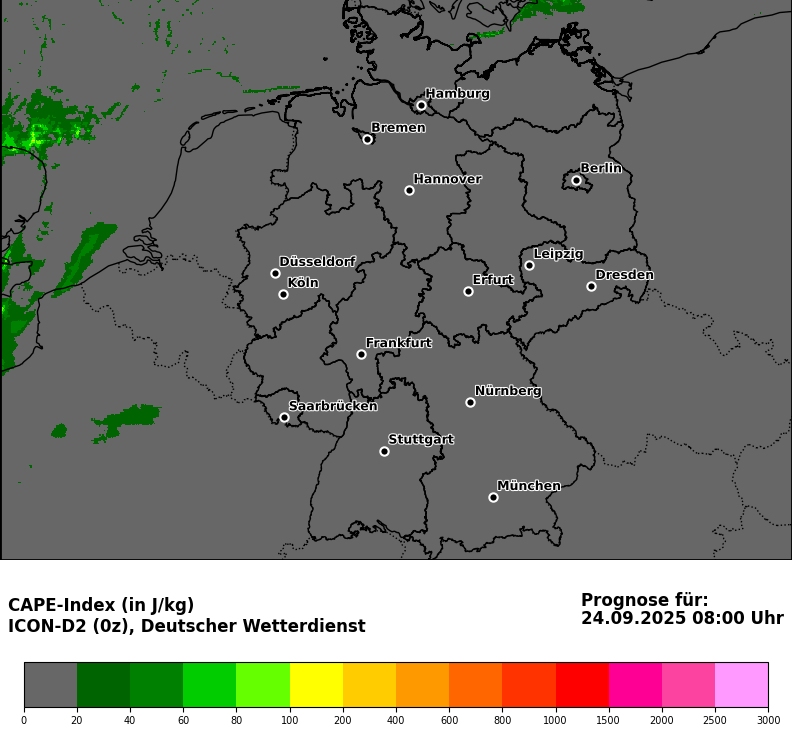 Hamburg
Bremen
Berlin
Hannover
Leipzig
Düsseldorf
Dresden
Köln
Erfurt
Frankfurt
Nürnberg
Saarbrücken
Stuttgart
München
CAPE-Index (in J/kg)
ICON-D2 (0z), Deutscher Wetterdienst
Prognose für:
24.09.2025 08:00 Uhr
0 20 40 60 80 100 200 400 600 800 1000 1500 2000 2500 3000